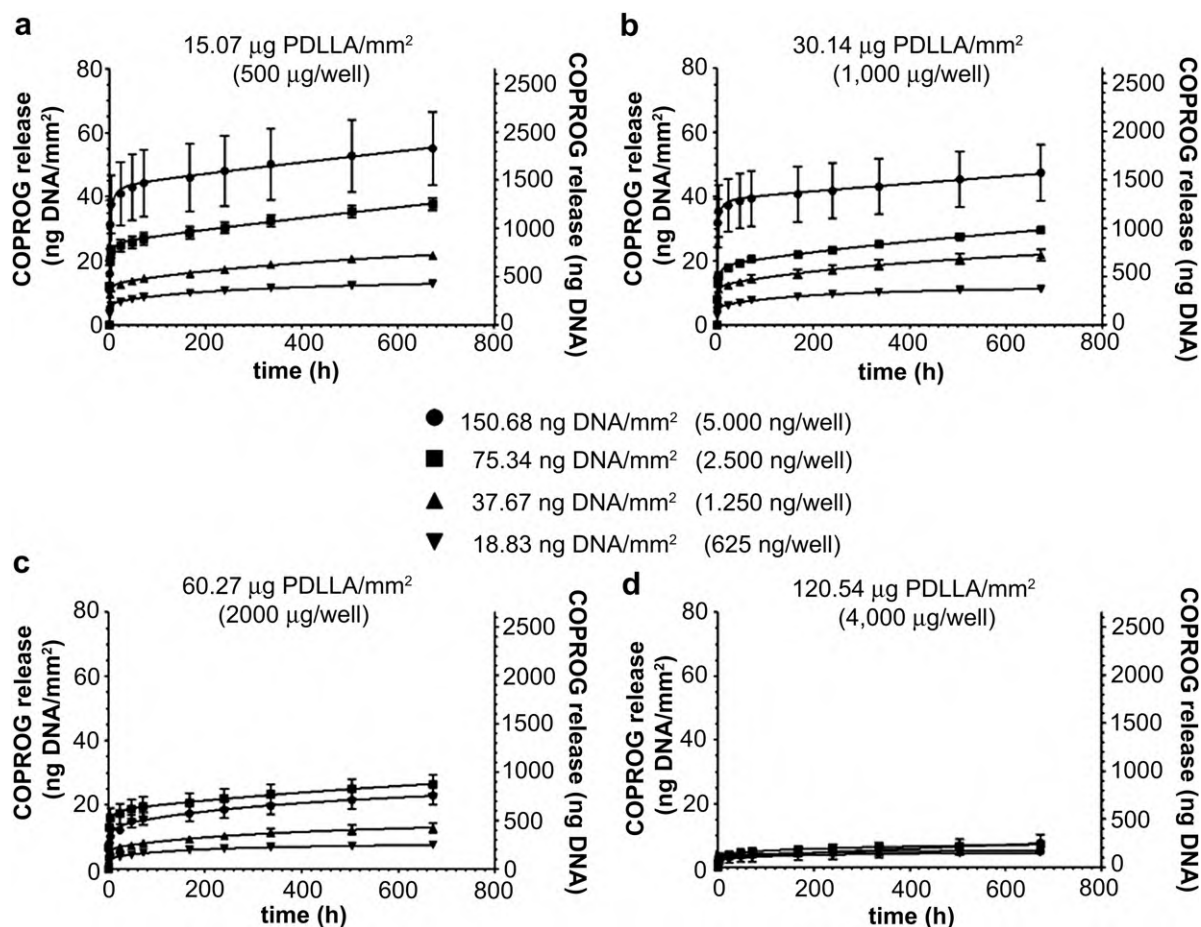 a
15.07 µg PDLLA/mm²
(500 µg/well)
COPROG release
(ng DNA/mm²)
80
60
40
20
0
2500
2000
1500
1000
500
0
COPROG release (ng DNA)
0 200 400 600 800
time (h)
b
30.14 µg PDLLA/mm²
(1,000 µg/well)
COPROG release
(ng DNA/mm²)
80
60
40
20
0
2500
2000
1500
1000
500
0
COPROG release (ng DNA)
0 200 400 600 800
time (h)
150.68 ng DNA/mm² (5.000 ng/well)
75.34 ng DNA/mm² (2.500 ng/well)
37.67 ng DNA/mm² (1.250 ng/well)
18.83 ng DNA/mm² (625 ng/well)
c
60.27 µg PDLLA/mm²
(2000 µg/well)
COPROG release
(ng DNA/mm²)
80
60
40
20
0
2500
2000
1500
1000
500
0
COPROG release (ng DNA)
0 200 400 600 800
time (h)
d
120.54 µg PDLLA/mm²
(4,000 µg/well)
COPROG release
(ng DNA/mm²)
80
60
40
20
0
2500
2000
1500
1000
500
0
COPROG release (ng DNA)
0 200 400 600 800
time (h)